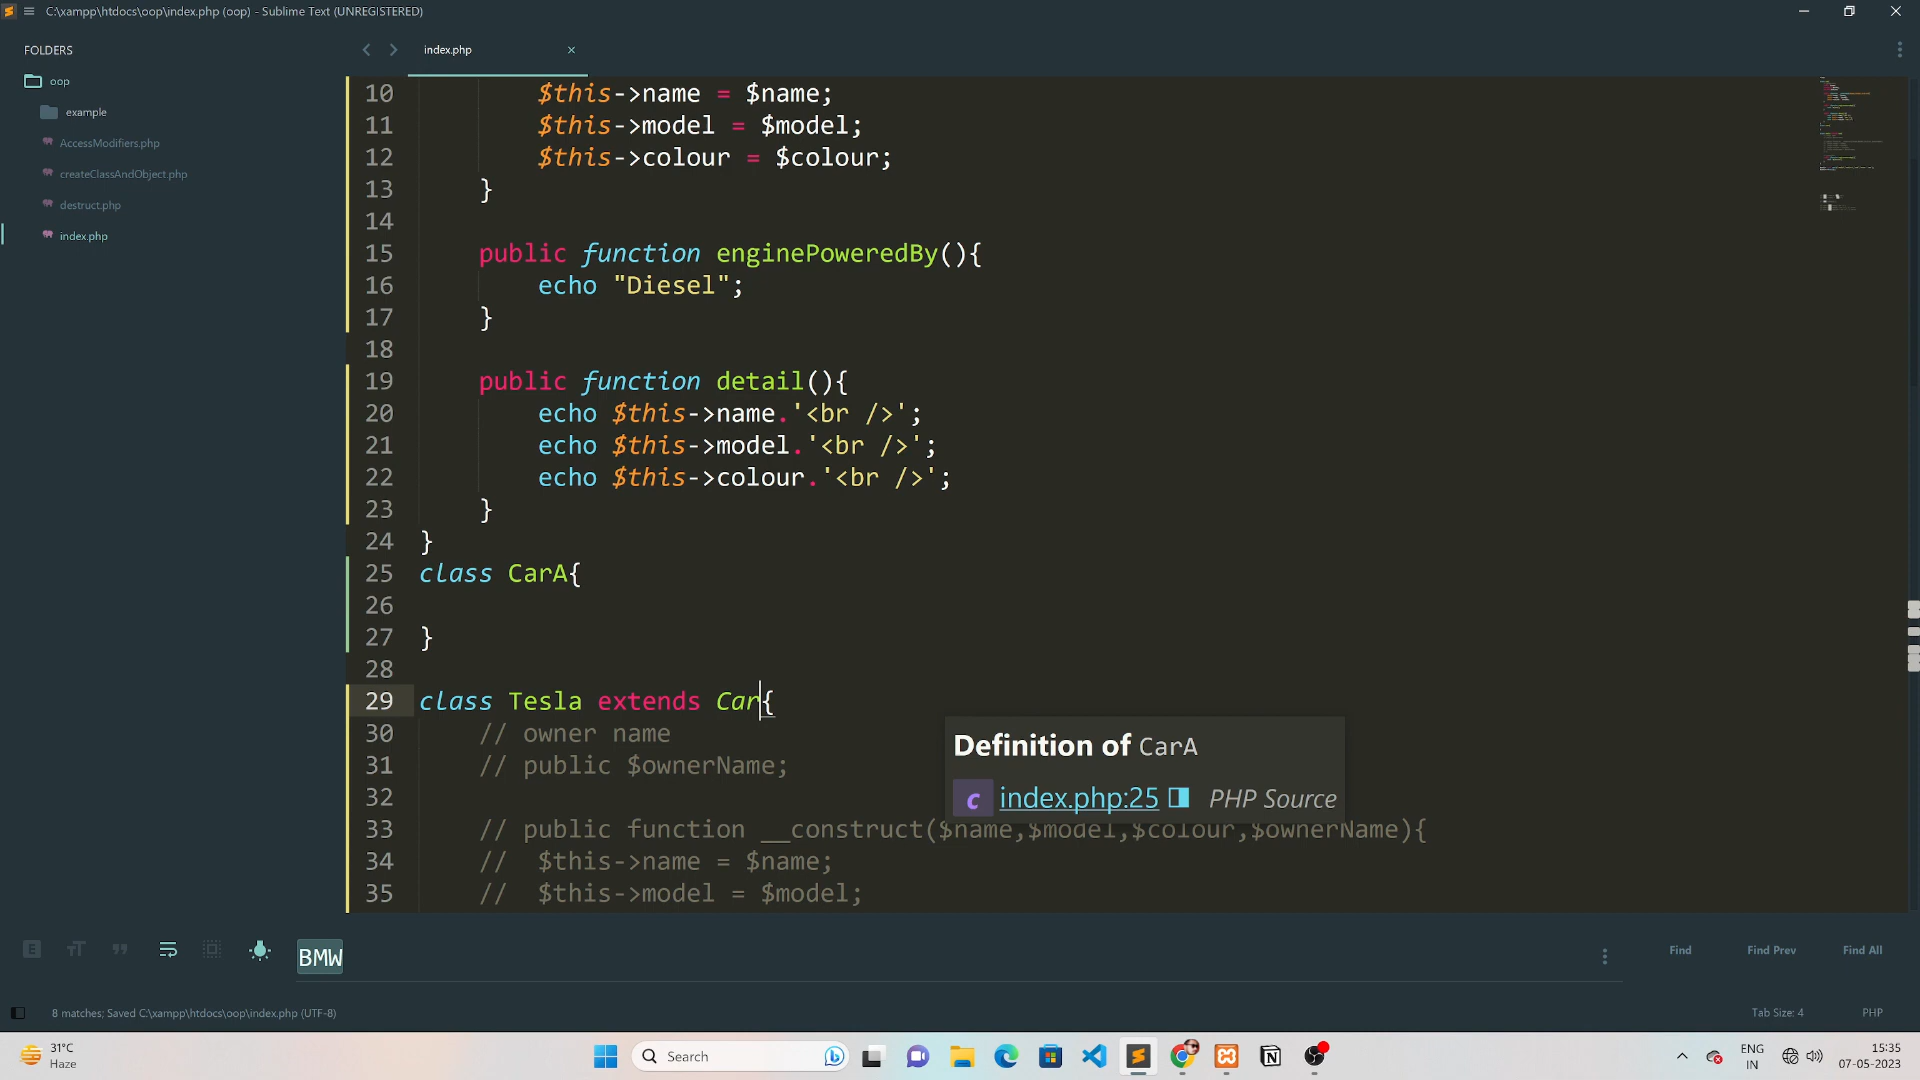 C:\xampp\htdocs\oop\index.php (oop) - Sublime Text (UNREGISTERED)
FOLDERS
oop
example
AccessModifiers.php
createClassAndObject.php
destruct.php
index.php
index.php
10 $this->name = $name;
11 $this->model = $model;
12 $this->colour = $colour;
13 }
14
15 public function enginePoweredBy(){
16 echo "Diesel";
17 }
18
19 public function detail(){
20 echo $this->name.'<br />';
21 echo $this->model.'<br />';
22 echo $this->colour.'<br />';
23 }
24 }
25 class CarA{
26
27 }
28
29 class Tesla extends Car{
30 // owner name
31 // public $ownerName;
32
33 // public function __construct($name,$model,$colour,$ownerName){
34 // $this->name = $name;
35 // $this->model = $model;
Definition of CarA
c index.php:25 PHP Source
BMW
Find
Find Prev
Find All
8 matches; Saved C:\xampp\htdocs\oop\index.php (UTF-8)
Tab Size: 4
PHP
31°C
Haze
Search
ENG
IN
15:35
07-05-2023